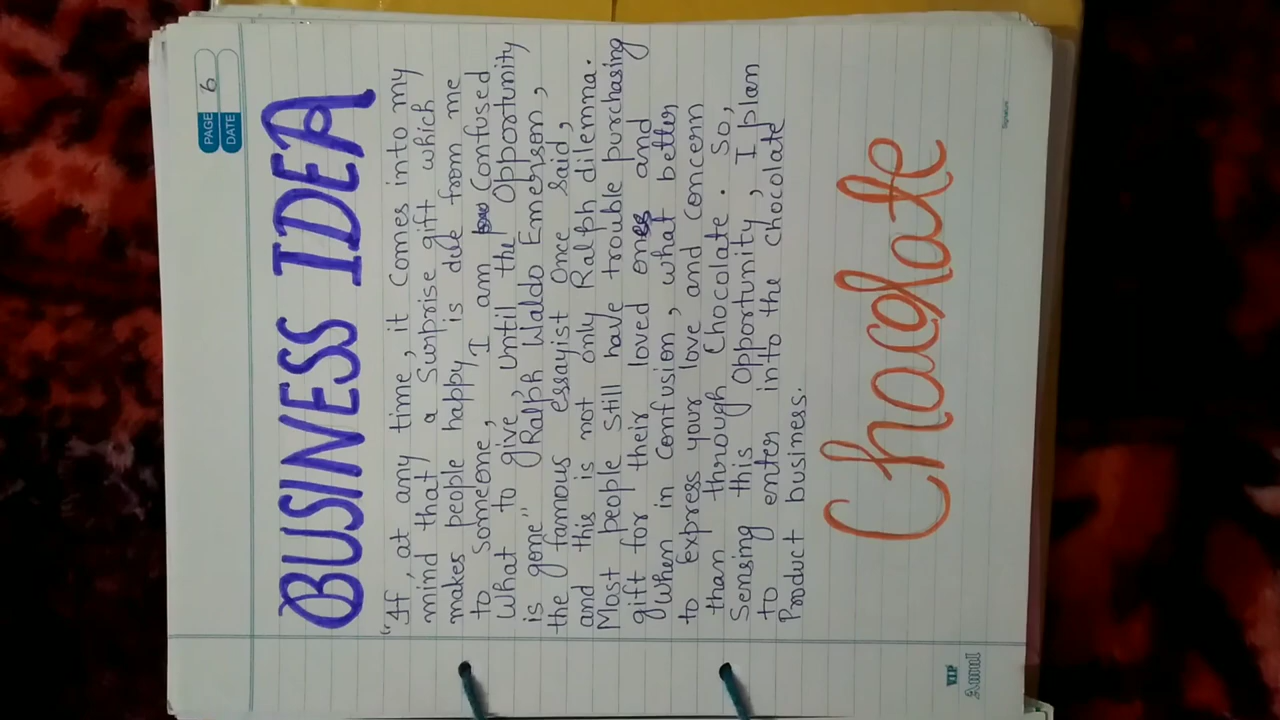 PAGE 6
DATE
BUSINESS IDEA
"If, at any time, it comes into my
mind that a Surprise gift which
makes people happy is due from me
to Someone, I am Confused
What to give, Until the Opportunity
is gone" Ralph Waldo Emerson,
the famous essayist Once Said,
and this is not only Ralph dilemma.
Most people still have trouble purchasing
gift for their loved ones and
When in confusion, what better
to express your love and concern
than through Chocolate. So,
Sensing this Opportunity, I plan
to enter into the chocolate
Product business.
Chacolate
VIP
Anmol